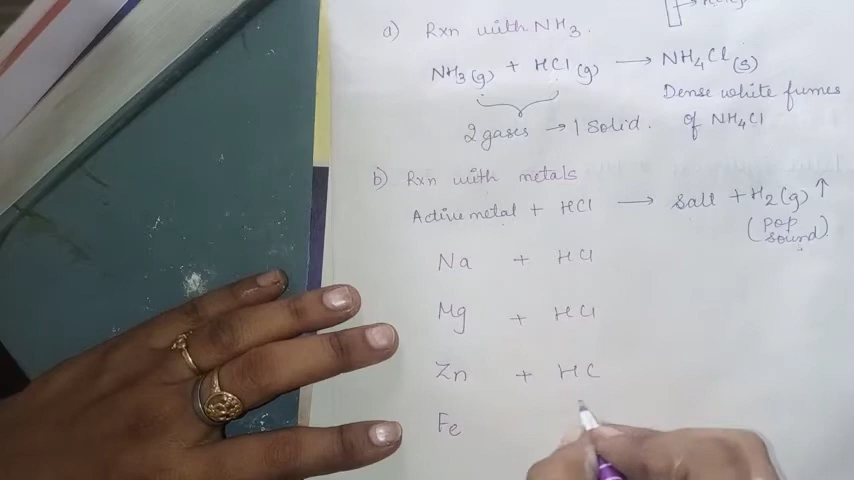 a) Rxn with NH3.
NH3(g) + HCl(g) ⟶ NH4Cl(s)
Dense white fumes
of NH4Cl
2 gases → 1 Solid.
b) Rxn with metals
Active metal + HCl ⟶ salt + H2(g) ↑
(Pop
sound)
Na + HCl
Mg + HCl
Zn + HC
Fe